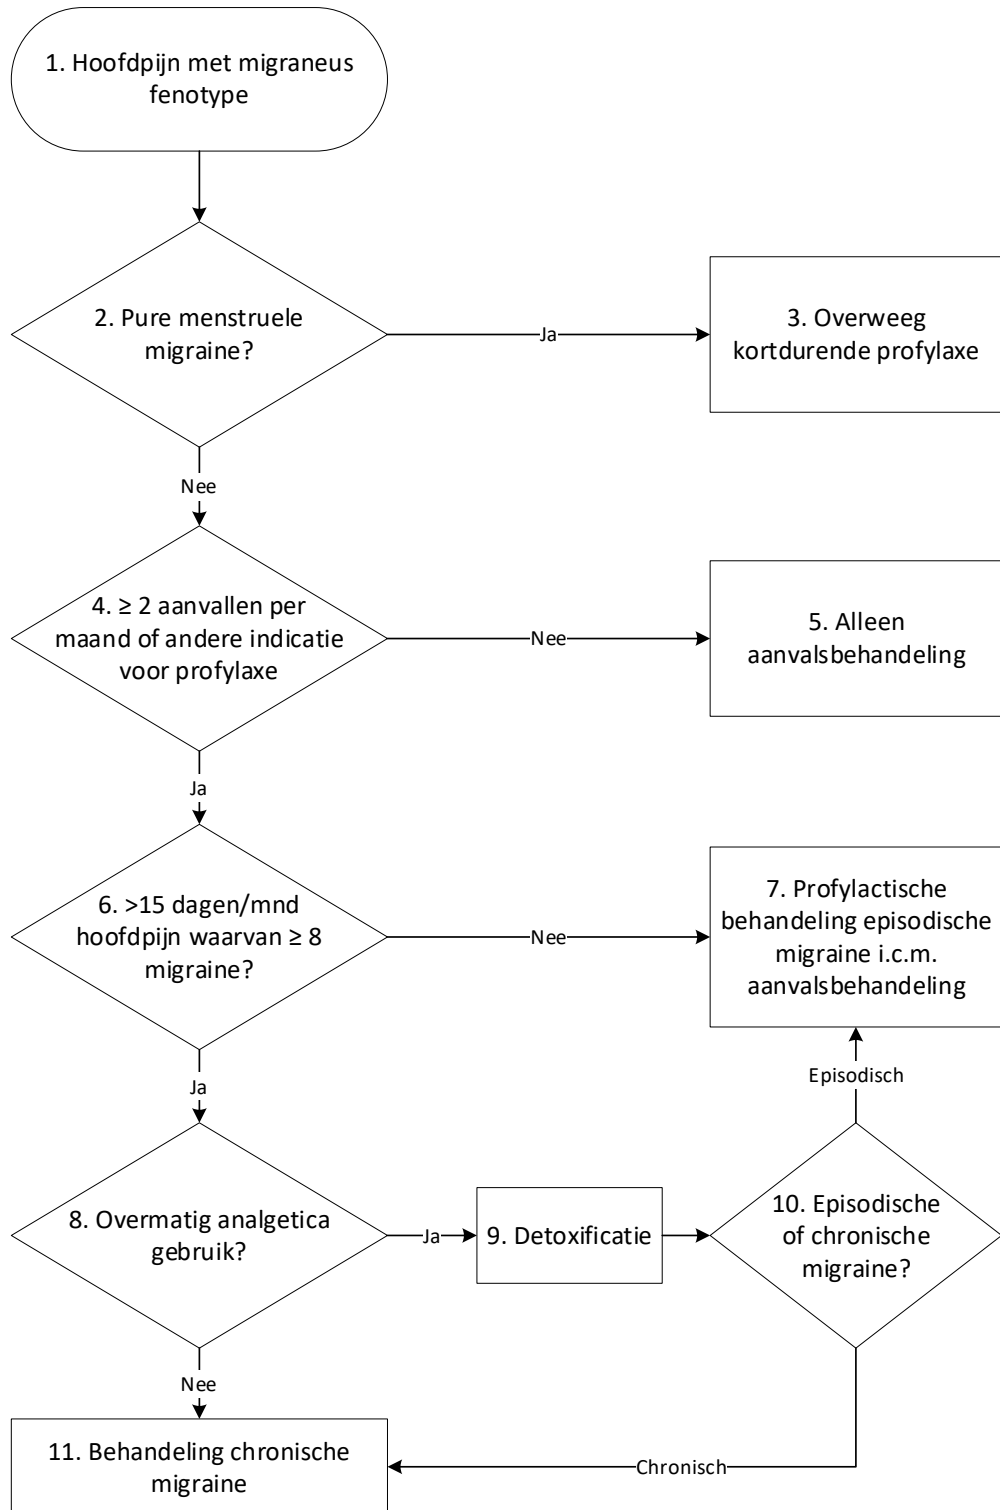 1. Hoofdpijn met migraneus
fenotype
2. Pure menstruele
migraine?
Ja
3. Overweeg
kortdurende profylaxe
Nee
4. ≥ 2 aanvallen per
maand of andere indicatie
voor profylaxe
Nee
5. Alleen
aanvalsbehandeling
Ja
6. >15 dagen/mnd
hoofdpijn waarvan ≥ 8
migraine?
Nee
7. Profylactische
behandeling episodische
migraine i.c.m.
aanvalsbehandeling
Ja
Episodisch
8. Overmatig analgetica
gebruik?
Ja
9. Detoxificatie
10. Episodische
of chronische
migraine?
Nee
11. Behandeling chronische
migraine
Chronisch